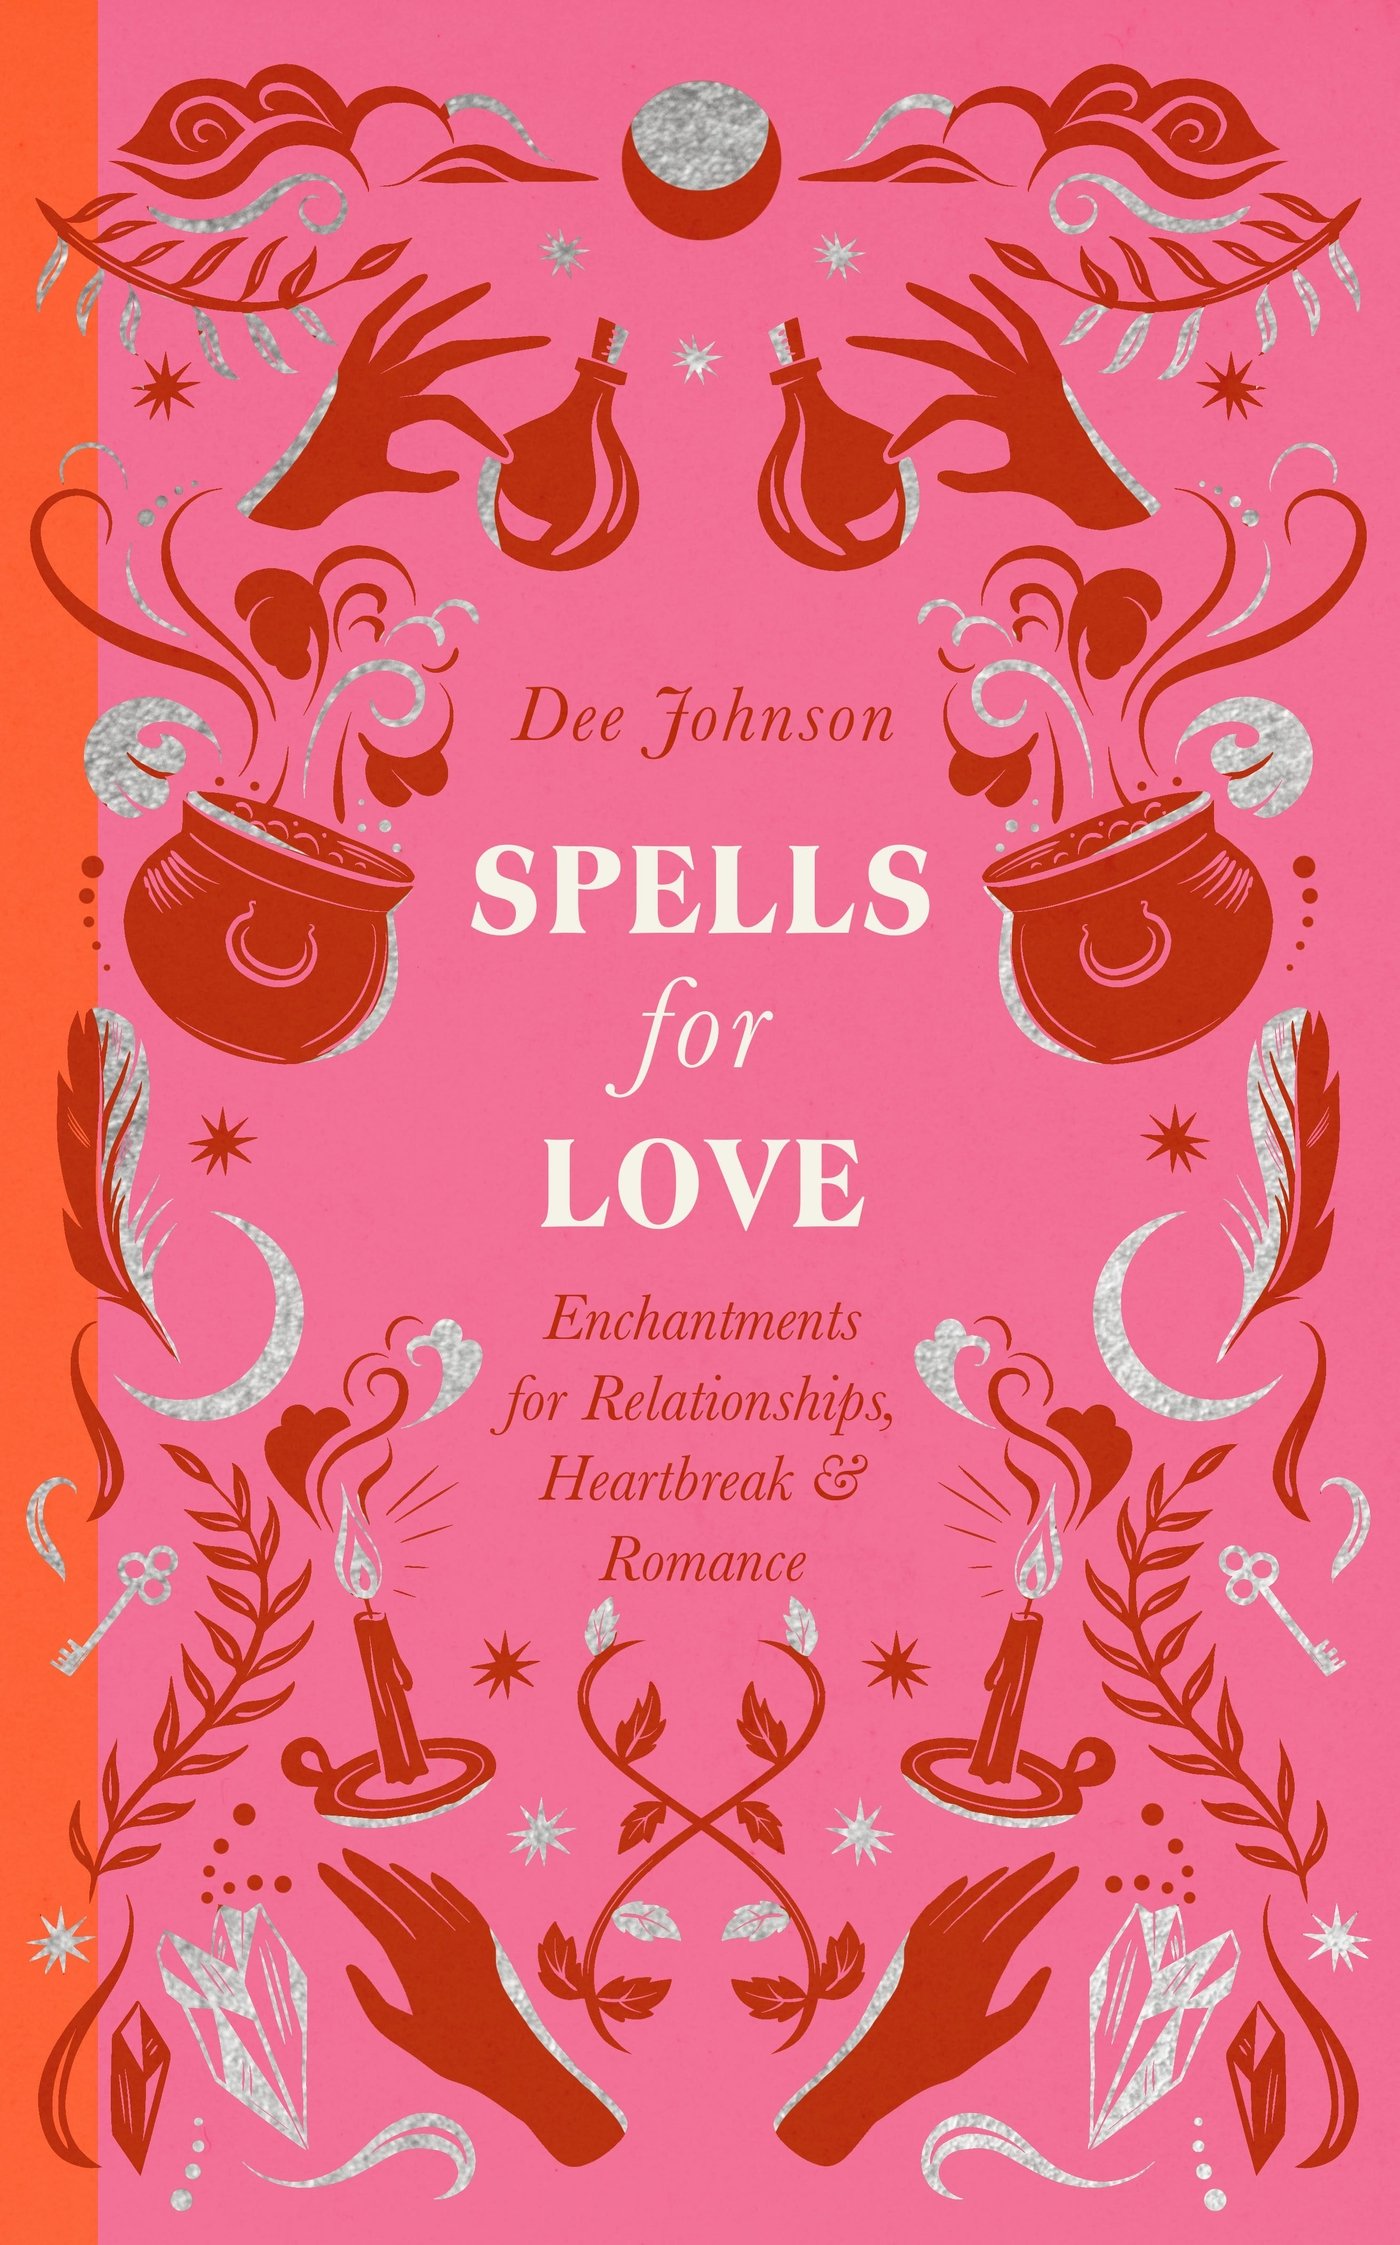 Dee Johnson
SPELLS
for
LOVE
Enchantments
for Relationships,
Heartbreak &
Romance